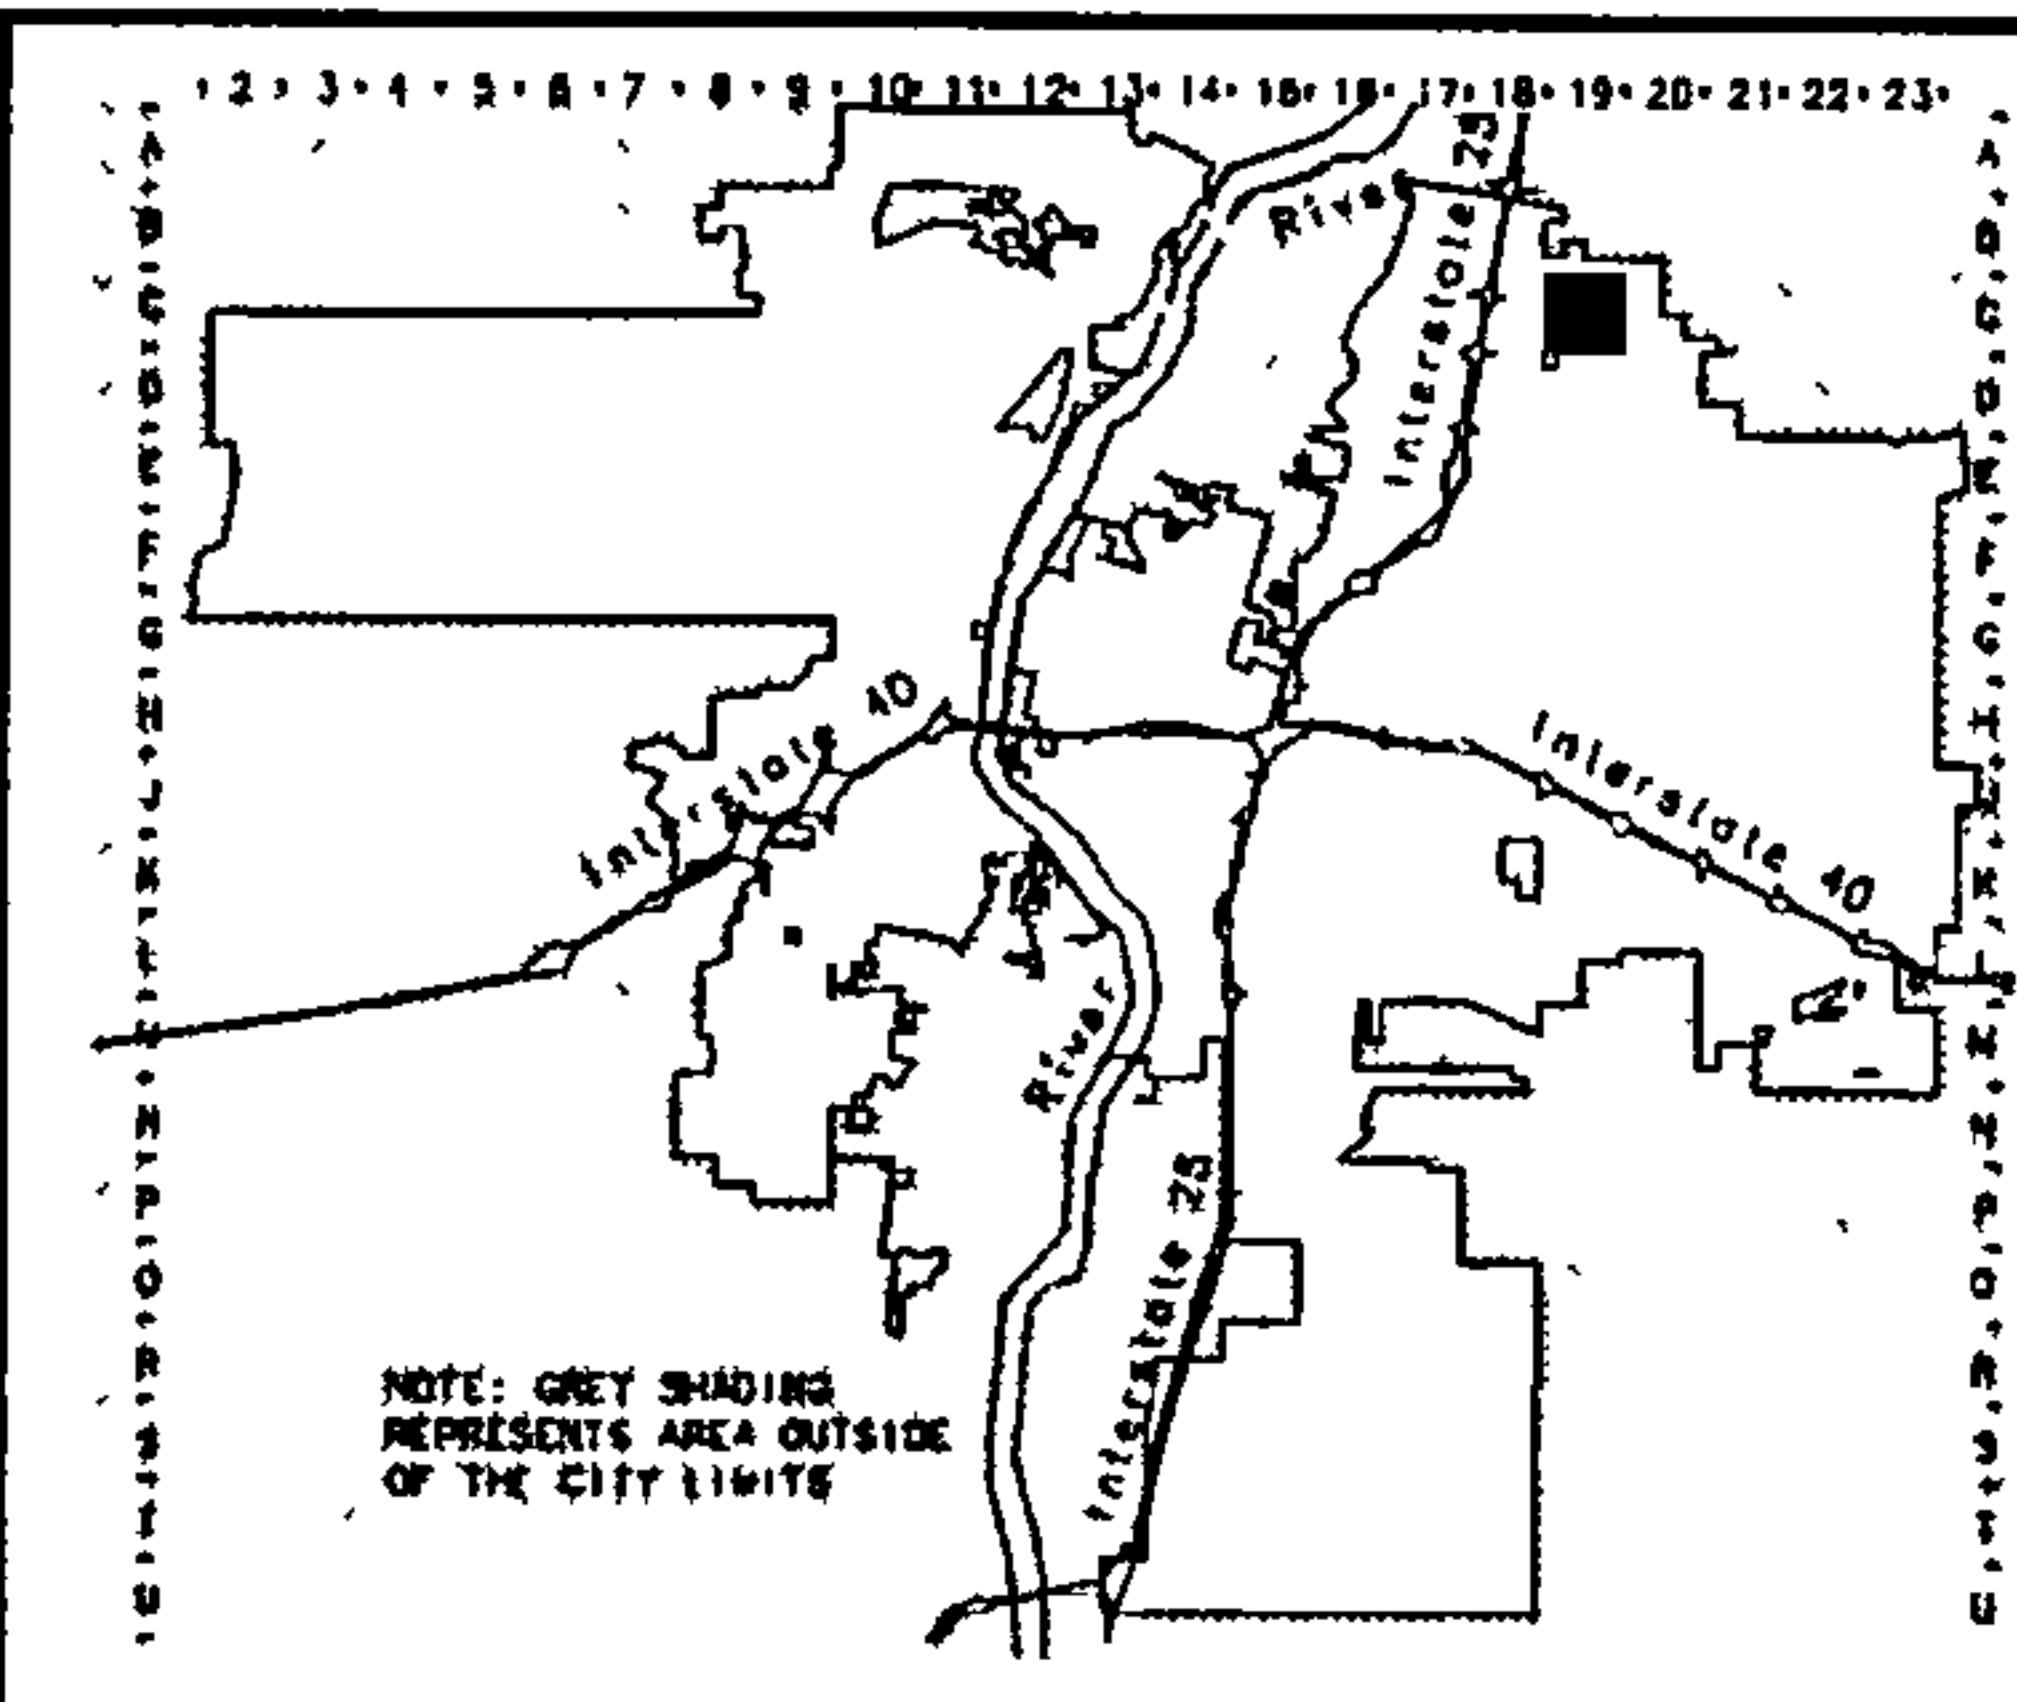 2 3 4 5 6 7 8 9 10 11 12 13 14 15 16 17 18 19 20 21 22 23
A A
B B
C C
D D
E E
F F
G G
H H
J J
K K
L L
M M
N N
P P
O O
R R
S S
T T
U U
River
Interstate 25
Interstate 40
Interstate 40
River
Interstate 25
NOTE: GREY SHADING
REPRESENTS AREA OUTSIDE
OF THE CITY LIMITS